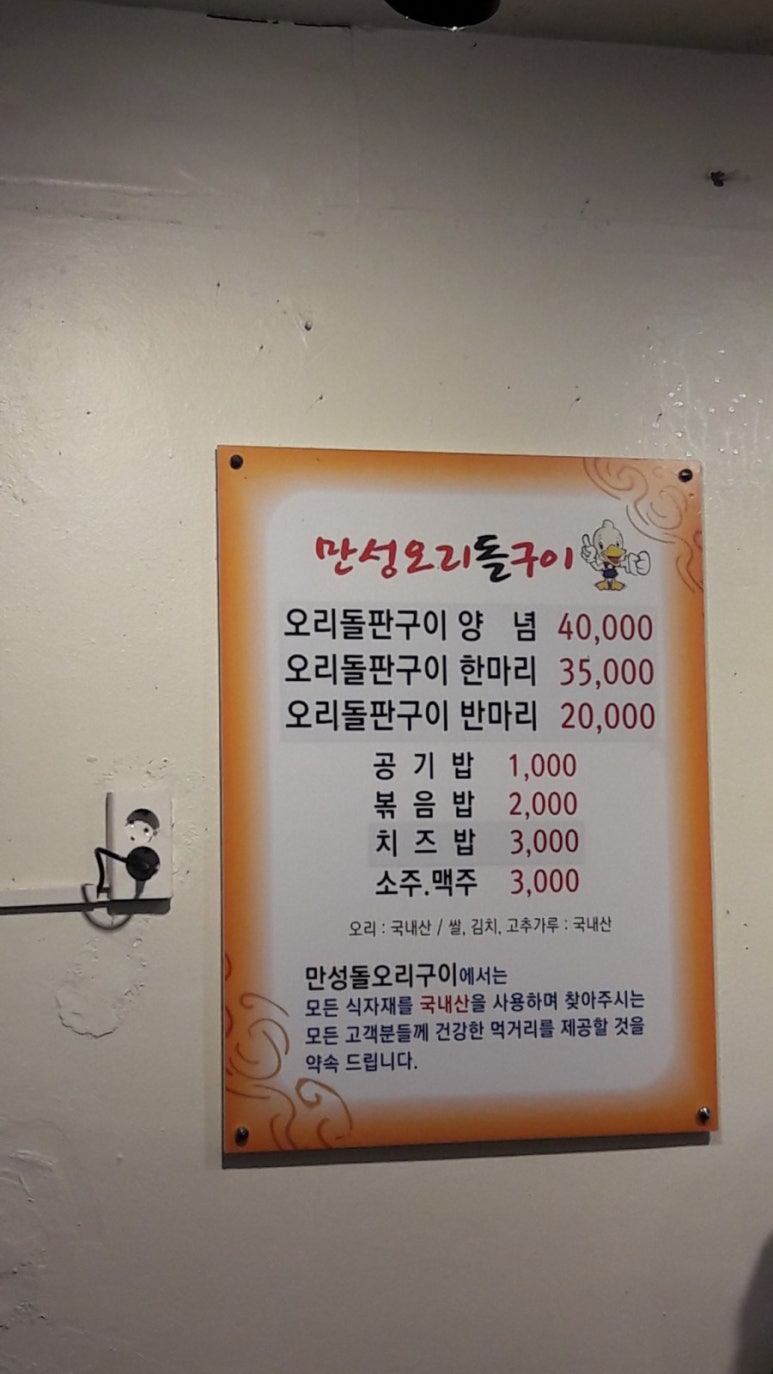 만성오리돌구이
오리돌판구이 양 념 40,000
오리돌판구이 한마리 35,000
오리돌판구이 반마리 20,000
공 기 밥 1,000
볶 음 밥 2,000
치 즈 밥 3,000
소주.맥주 3,000
오리 : 국내산 / 쌀, 김치, 고추가루 : 국내산
만성돌오리구이에서는
모든 식자재를 국내산을 사용하며 찾아주시는
모든 고객분들께 건강한 먹거리를 제공할 것을
약속 드립니다.